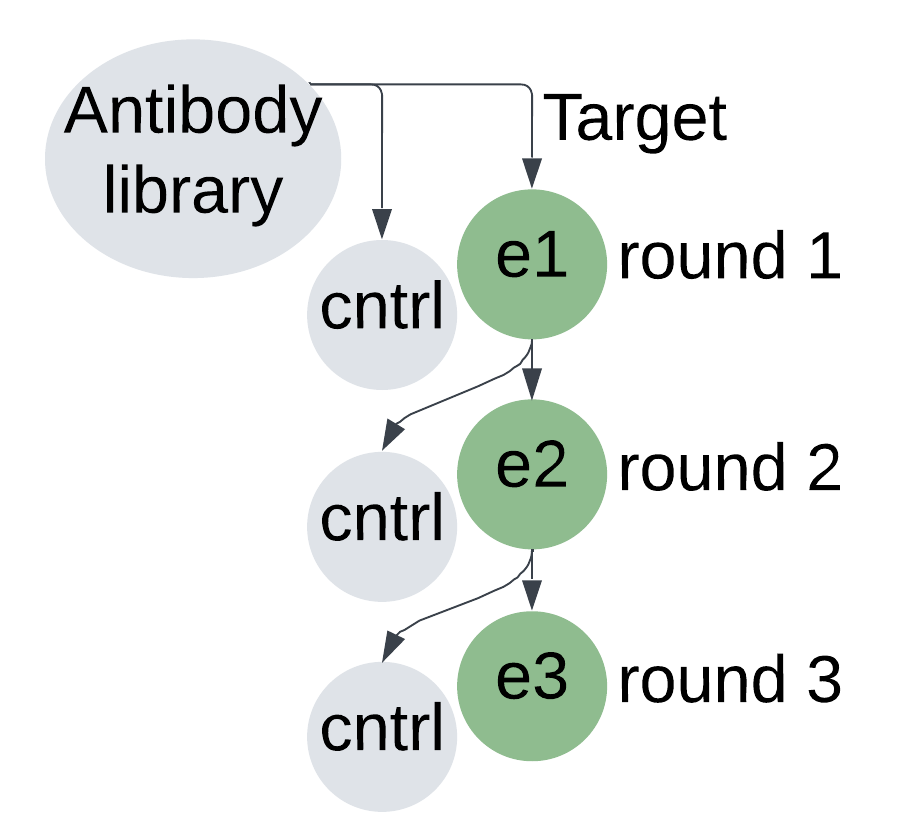 Antibody
library
Target
e1
round 1
cntrl
e2
round 2
cntrl
e3
round 3
cntrl